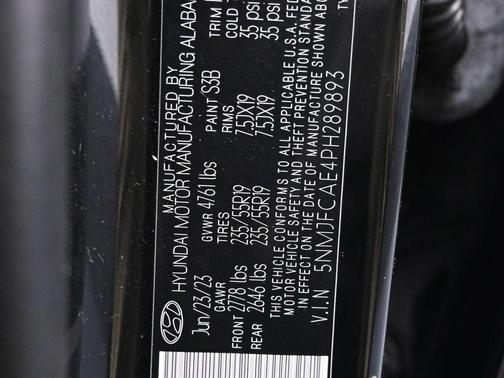 MANUFACTURED BY
HYUNDAI MOTOR MANUFACTURING ALABA
Jun/23/23 GVWR 4761 lbs PAINT S3B TRIM
GAWR RIMS COLD
FRONT 2778 lbs 235/55R19 7.5JX19 35 psi
REAR 2646 lbs 235/55R19 7.5JX19 35 psi
THIS VEHICLE CONFORMS TO ALL APPLICABLE U.S.A. FED
MOTOR VEHICLE SAFETY AND THEFT PREVENTION STANDA
IN EFFECT ON THE DATE OF MANUFACTURE SHOWN ABOV
V.I.N 5NMJFCAE4PH289893